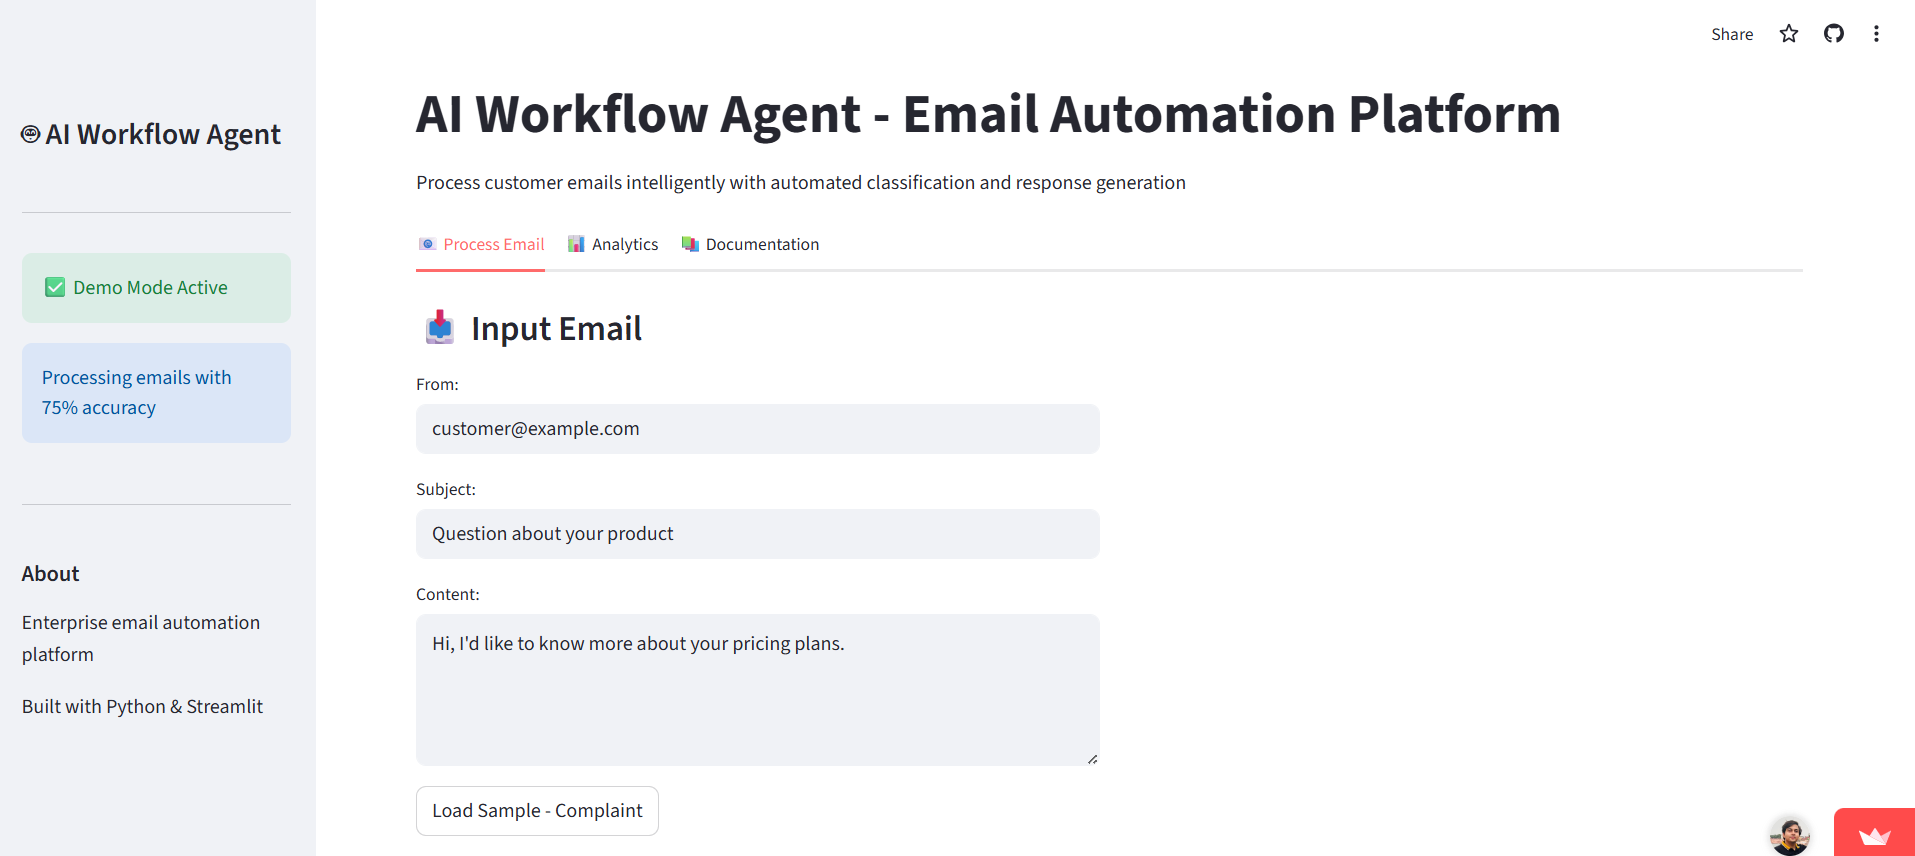 Share
AI Workflow Agent
Demo Mode Active
Processing emails with
75% accuracy
About
Enterprise email automation
platform
Built with Python & Streamlit
AI Workflow Agent - Email Automation Platform
Process customer emails intelligently with automated classification and response generation
Process Email Analytics Documentation
Input Email
From:
customer@example.com
Subject:
Question about your product
Content:
Hi, I'd like to know more about your pricing plans.
Load Sample - Complaint